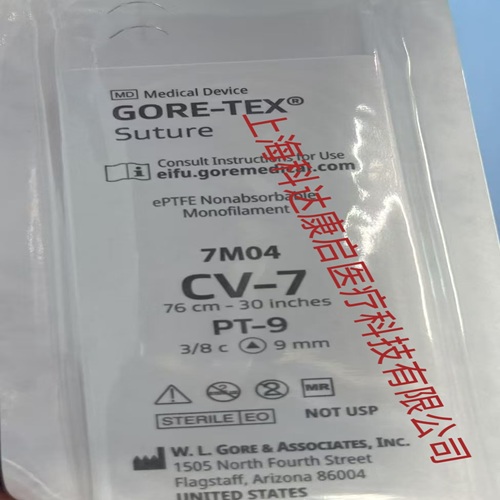 MD Medical Device
GORE-TEX®
Suture
Consult Instructions for Use
eifu.goremedical.com
ePTFE Nonabsorbable
Monofilament
7M04
CV-7
76 cm - 30 inches
PT-9
3/8 c 9 mm
MR
STERILE EO
NOT USP
W. L. GORE & ASSOCIATES, INC.
1505 North Fourth Street
Flagstaff, Arizona 86004
UNITED STATES
上海科达康启医疗科技有限公司